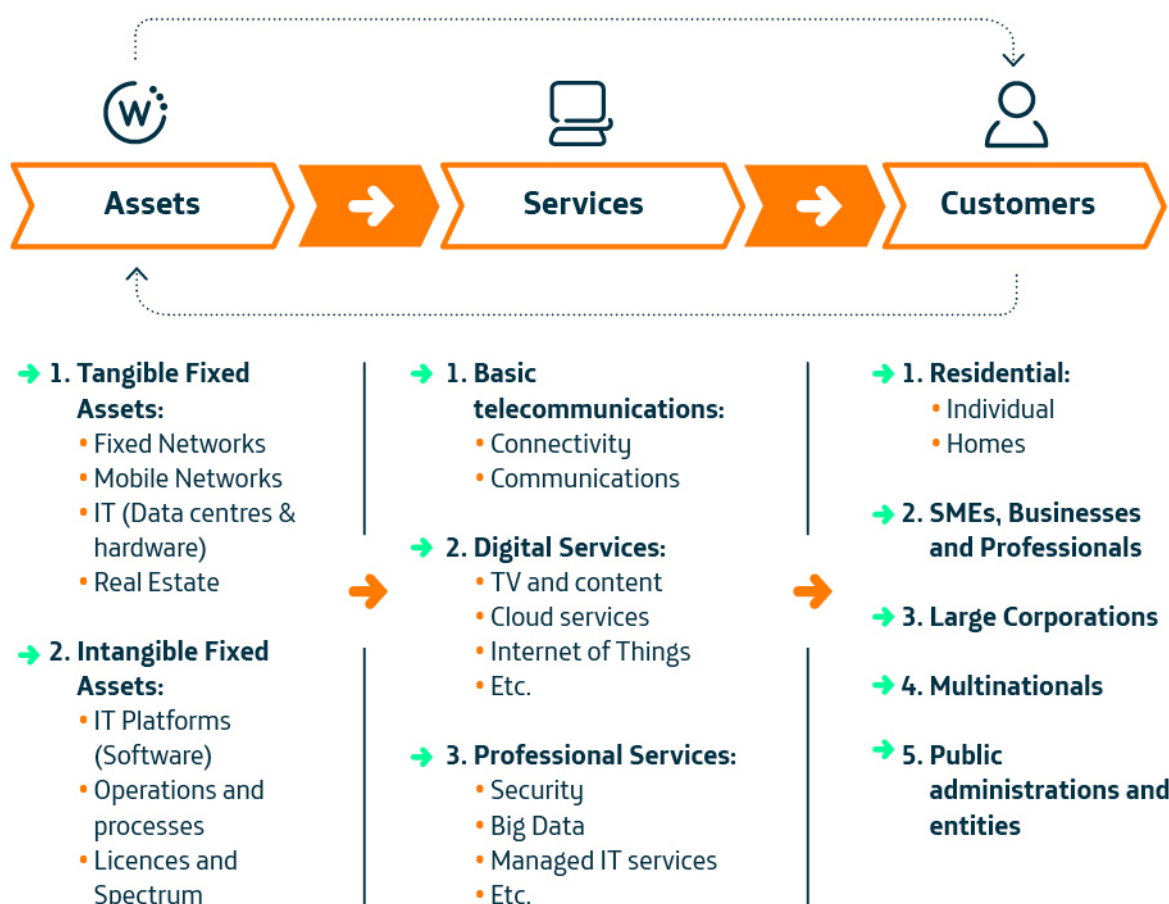 W
Assets
Services
Customers
1. Tangible Fixed
Assets:
• Fixed Networks
• Mobile Networks
• IT (Data centres &
hardware)
• Real Estate
2. Intangible Fixed
Assets:
• IT Platforms
(Software)
• Operations and
processes
• Licences and
Spectrum
1. Basic
telecommunications:
• Connectivity
• Communications
2. Digital Services:
• TV and content
• Cloud services
• Internet of Things
• Etc.
3. Professional Services:
• Security
• Big Data
• Managed IT services
• Etc.
1. Residential:
• Individual
• Homes
2. SMEs, Businesses
and Professionals
3. Large Corporations
4. Multinationals
5. Public
administrations and
entities